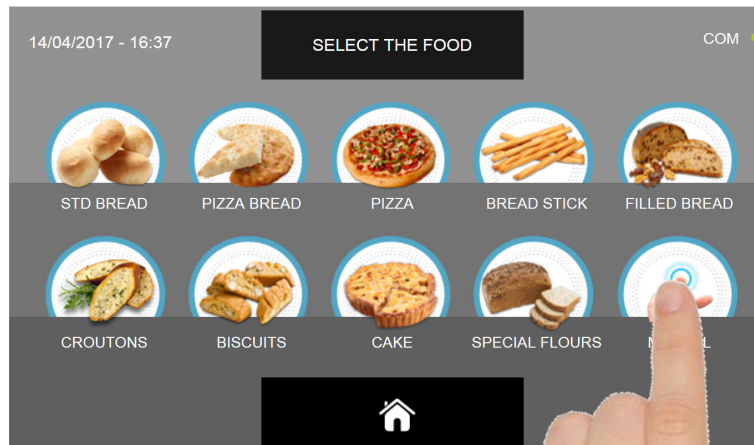 14/04/2017 - 16:37
SELECT THE FOOD
COM
STD BREAD
PIZZA BREAD
PIZZA
BREAD STICK
FILLED BREAD
CROUTONS
BISCUITS
CAKE
SPECIAL FLOURS